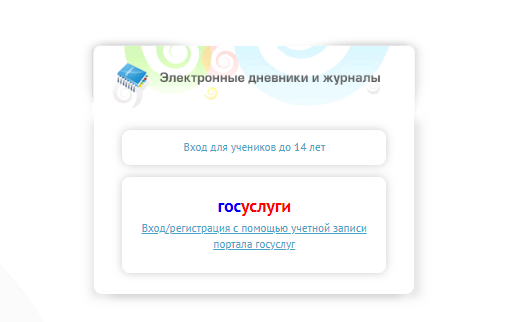 Электронные дневники и журналы
Вход для учеников до 14 лет
госуслуги
Вход/регистрация с помощью учетной записи
портала госуслуг